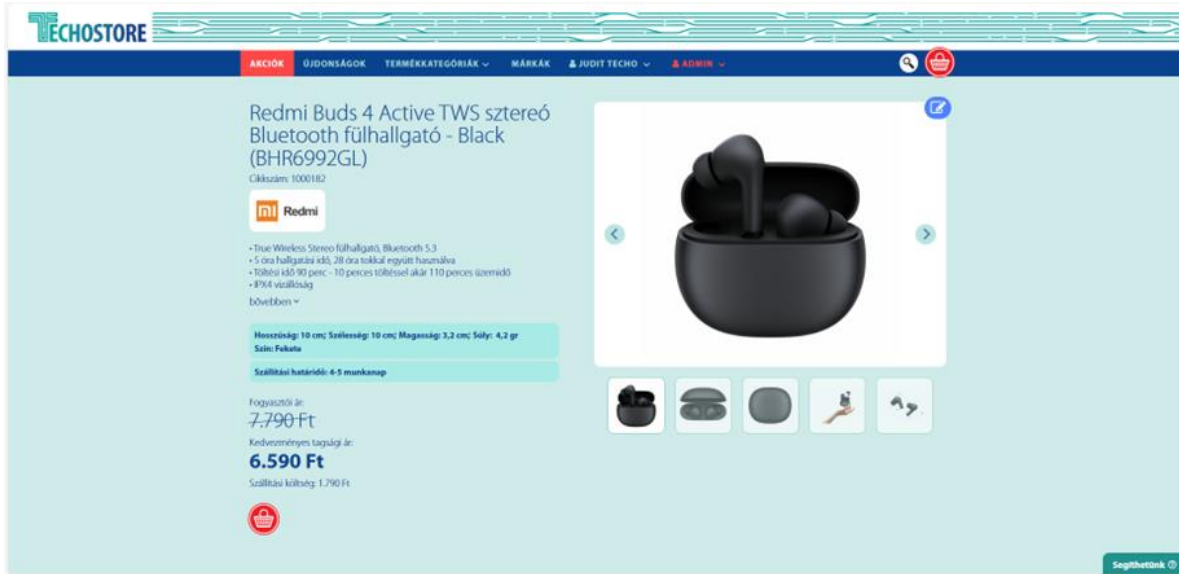 TECHOSTORE
AKCIÓK ÚJDONSÁGOK TERMÉKKATEGÓRIÁK MÁRKÁK JUDIT TECHO ADMIN
Redmi Buds 4 Active TWS sztereó
Bluetooth fülhallgató - Black
(BHR6992GL)
Cikkszám: 1000182
mi Redmi
• True Wireless Stereo fülhallgató, Bluetooth 5.3
• 5 óra hallgatási idő, 28 óra tokkal együtt használva
• Töltési idő 90 perc - 10 perces töltéssel akár 110 perces üzemidő
• IPX4 vízállóság
bővebben
Hosszúság: 10 cm; Szélesség: 10 cm; Magasság: 3,2 cm; Súly: 4,2 gr
Szín: Fekete
Szállítási határidő: 4-5 munkanap
Fogyasztói ár:
7.790 Ft
Kedvezményes tagsági ár:
6.590 Ft
Szállítási költség: 1.790 Ft
Segíthetünk